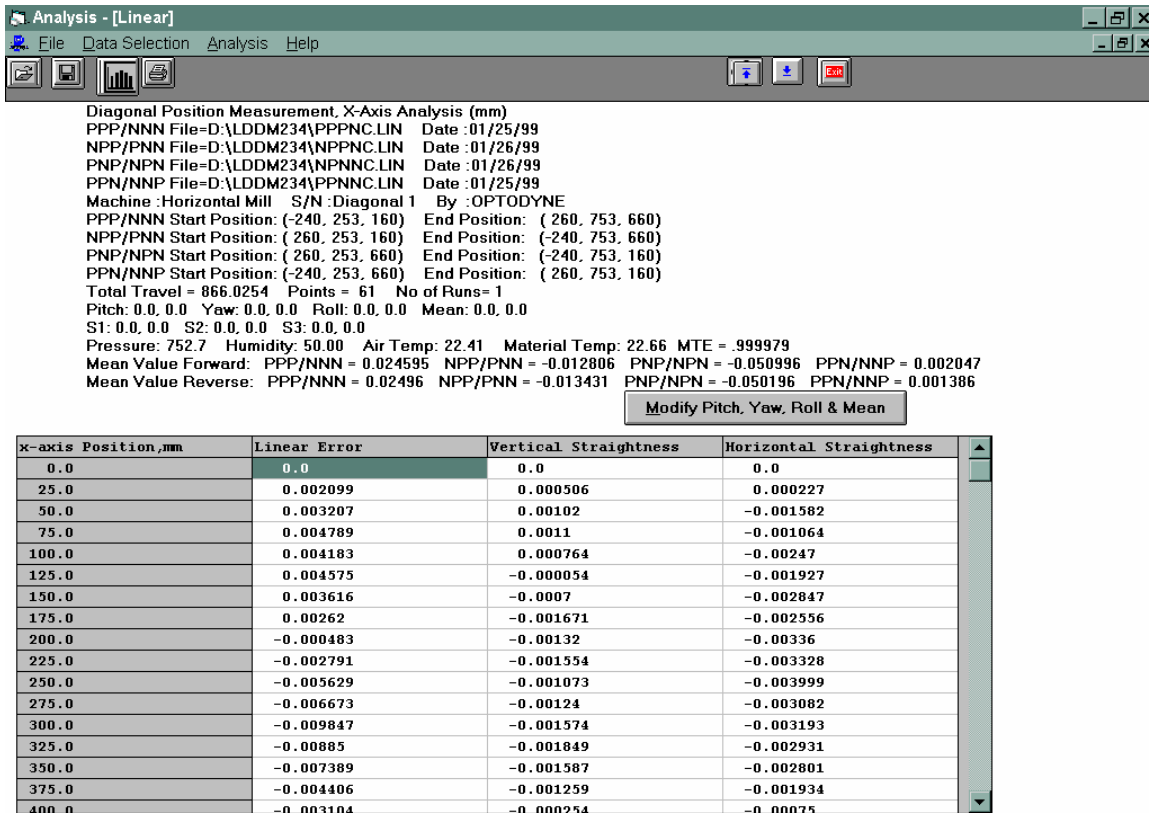 Analysis - [Linear]
File Data Selection Analysis Help
Exit
Diagonal Position Measurement, X-Axis Analysis (mm)
PPP/NNN File=D:\LDDM234\PPPNC.LIN Date :01/25/99
NPP/PNN File=D:\LDDM234\NPPNC.LIN Date :01/26/99
PNP/NPN File=D:\LDDM234\NPNNC.LIN Date :01/26/99
PPN/NNP File=D:\LDDM234\PPNNC.LIN Date :01/25/99
Machine :Horizontal Mill S/N :Diagonal 1 By :OPTODYNE
PPP/NNN Start Position: (-240, 253, 160) End Position: ( 260, 753, 660)
NPP/PNN Start Position: ( 260, 253, 160) End Position: (-240, 753, 660)
PNP/NPN Start Position: ( 260, 253, 660) End Position: (-240, 753, 160)
PPN/NNP Start Position: (-240, 253, 660) End Position: ( 260, 753, 160)
Total Travel = 866.0254 Points = 61 No of Runs= 1
Pitch: 0.0, 0.0 Yaw: 0.0, 0.0 Roll: 0.0, 0.0 Mean: 0.0, 0.0
S1: 0.0, 0.0 S2: 0.0, 0.0 S3: 0.0, 0.0
Pressure: 752.7 Humidity: 50.00 Air Temp: 22.41 Material Temp: 22.66 MTE = .999979
Mean Value Forward: PPP/NNN = 0.024595 NPP/PNN = -0.012806 PNP/NPN = -0.050996 PPN/NNP = 0.002047
Mean Value Reverse: PPP/NNN = 0.02496 NPP/PNN = -0.013431 PNP/NPN = -0.050196 PPN/NNP = 0.001386
Modify Pitch, Yaw, Roll & Mean
x-axis Position,mm Linear Error Vertical Straightness Horizontal Straightness
0.0 0.0 0.0 0.0
25.0 0.002099 0.000506 0.000227
50.0 0.003207 0.00102 -0.001582
75.0 0.004789 0.0011 -0.001064
100.0 0.004183 0.000764 -0.00247
125.0 0.004575 -0.000054 -0.001927
150.0 0.003616 -0.0007 -0.002847
175.0 0.00262 -0.001671 -0.002556
200.0 -0.000483 -0.00132 -0.00336
225.0 -0.002791 -0.001554 -0.003328
250.0 -0.005629 -0.001073 -0.003999
275.0 -0.006673 -0.00124 -0.003082
300.0 -0.009847 -0.001574 -0.003193
325.0 -0.00885 -0.001849 -0.002931
350.0 -0.007389 -0.001587 -0.002801
375.0 -0.004406 -0.001259 -0.001934
400.0 -0.003104 -0.000254 -0.00075